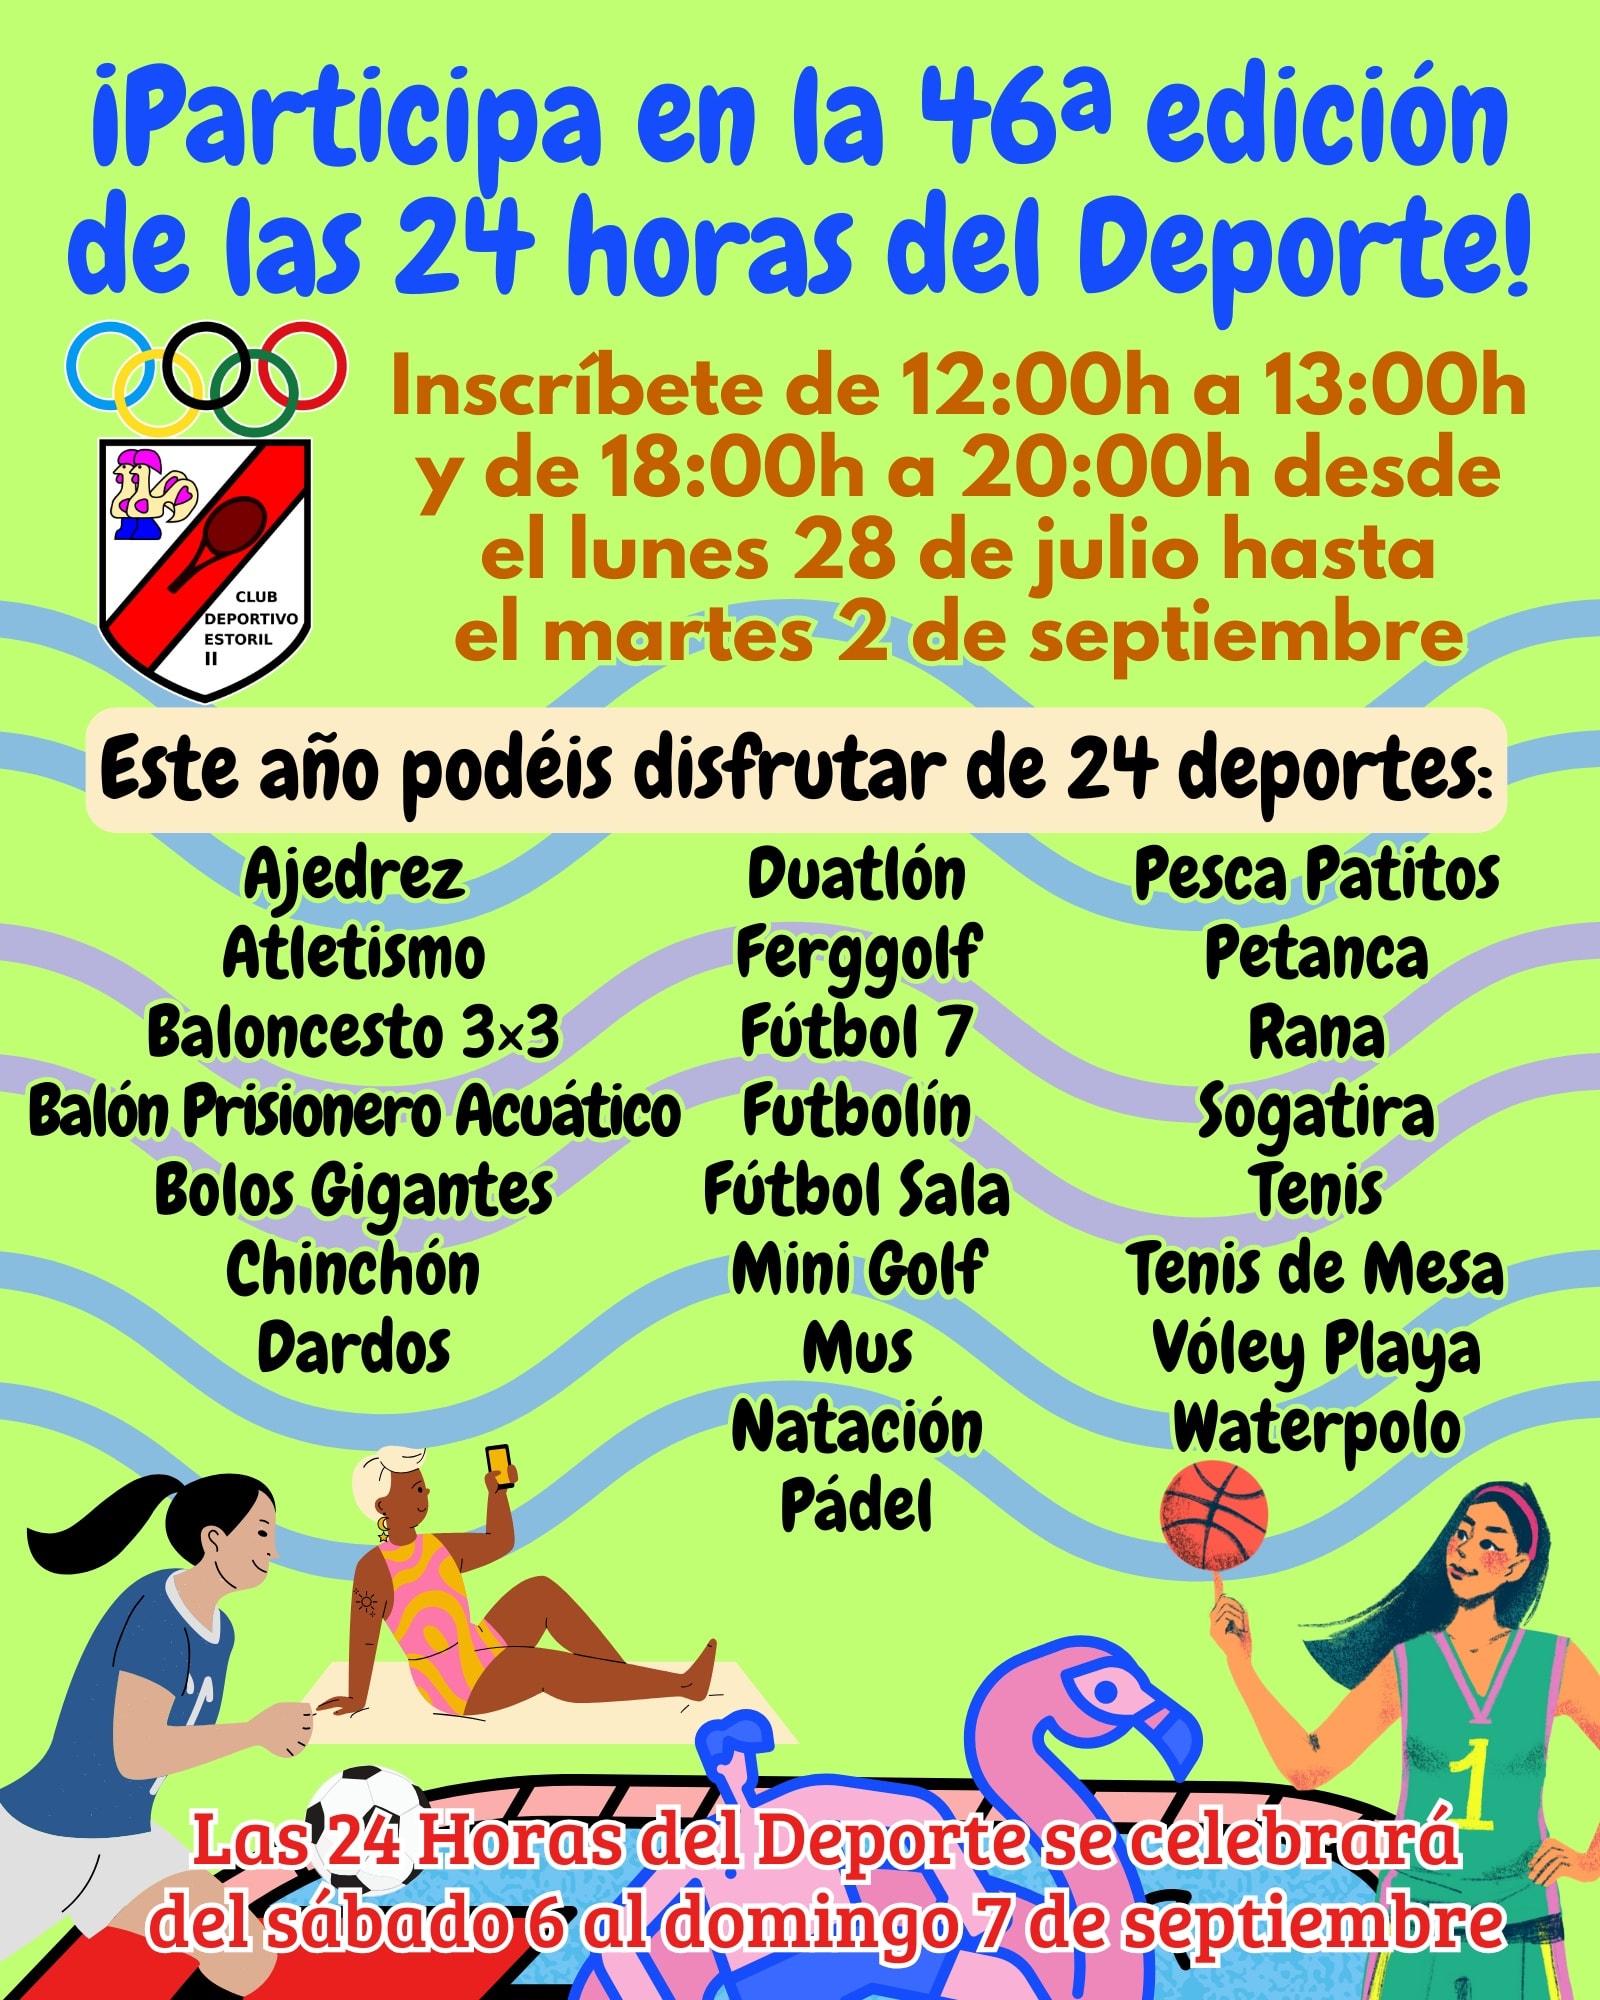 ¡Participa en la 46ª edición
de las 24 horas del Deporte!
Inscríbete de 12:00h a 13:00h
y de 18:00h a 20:00h desde
el lunes 28 de julio hasta
el martes 2 de septiembre
CLUB
DEPORTIVO
ESTORIL
II
Este año podéis disfrutar de 24 deportes:
Ajedrez
Atletismo
Baloncesto 3×3
Balón Prisionero Acuático
Bolos Gigantes
Chinchón
Dardos
Duatlón
Ferggolf
Fútbol 7
Futbolín
Fútbol Sala
Mini Golf
Mus
Natación
Pádel
Pesca Patitos
Petanca
Rana
Sogatira
Tenis
Tenis de Mesa
Vóley Playa
Waterpolo
1
Las 24 Horas del Deporte se celebrará
del sábado 6 al domingo 7 de septiembre